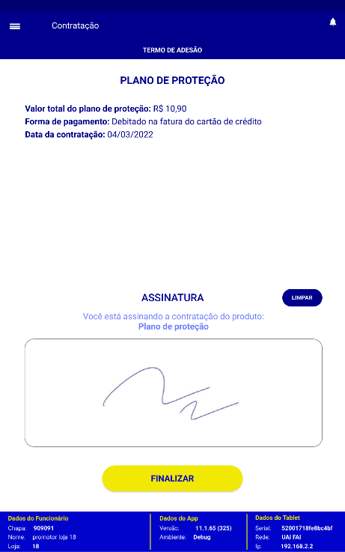 Contratação
TERMO DE ADESÃO
PLANO DE PROTEÇÃO
Valor total do plano de proteção: R$ 10,90
Forma de pagamento: Debitado na fatura do cartão de crédito
Data da contratação: 04/03/2022
ASSINATURA
LIMPAR
Você está assinando a contratação do produto:
Plano de proteção
FINALIZAR
Dados do Funcionário
Chapa: 909091
Nome: promotor loja 18
Loja: 18
Dados do App
Versão: 11.1.65 (325)
Ambiente: Debug
Dados do Tablet
Serial: 52001718fe8bc4bf
Rede: UAI FAI
Ip: 192.168.2.2